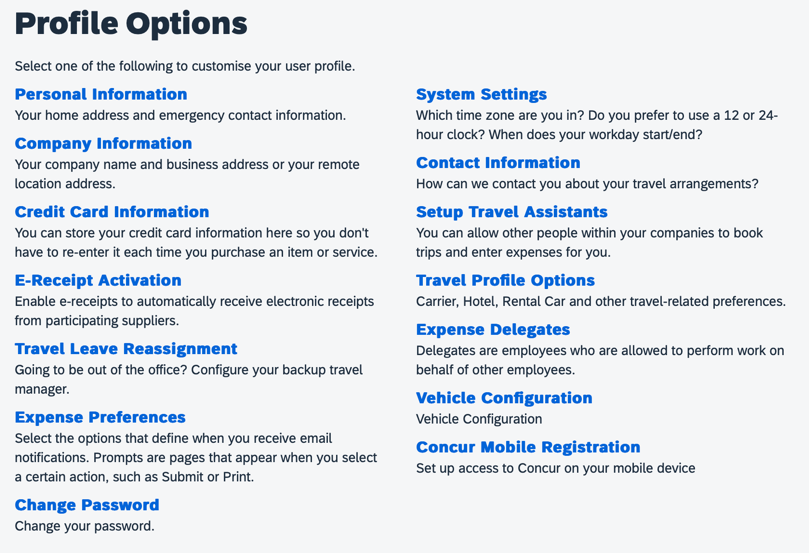 Profile Options
Select one of the following to customise your user profile.
Personal Information
Your home address and emergency contact information.
Company Information
Your company name and business address or your remote
location address.
Credit Card Information
You can store your credit card information here so you don't
have to re-enter it each time you purchase an item or service.
E-Receipt Activation
Enable e-receipts to automatically receive electronic receipts
from participating suppliers.
Travel Leave Reassignment
Going to be out of the office? Configure your backup travel
manager.
Expense Preferences
Select the options that define when you receive email
notifications. Prompts are pages that appear when you select
a certain action, such as Submit or Print.
Change Password
Change your password.
System Settings
Which time zone are you in? Do you prefer to use a 12 or 24-
hour clock? When does your workday start/end?
Contact Information
How can we contact you about your travel arrangements?
Setup Travel Assistants
You can allow other people within your companies to book
trips and enter expenses for you.
Travel Profile Options
Carrier, Hotel, Rental Car and other travel-related preferences.
Expense Delegates
Delegates are employees who are allowed to perform work on
behalf of other employees.
Vehicle Configuration
Vehicle Configuration
Concur Mobile Registration
Set up access to Concur on your mobile device